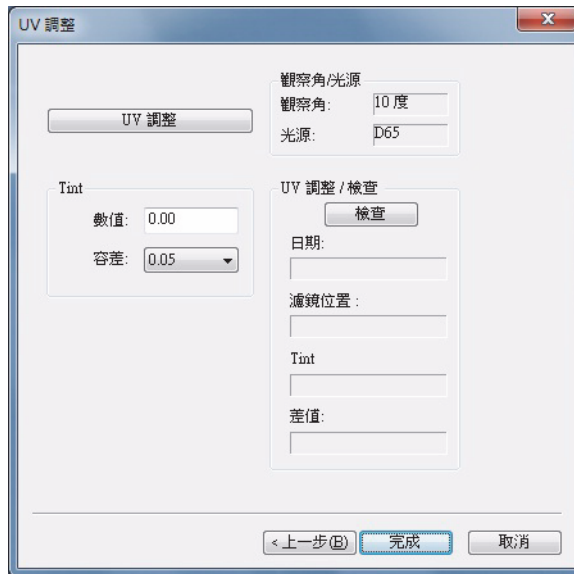 UV 調整
UV 調整
觀察角/光源
觀察角: 10 度
光源: D65
Tint
數值: 0.00
容差: 0.05
UV 調整 / 檢查
檢查
日期:
濾鏡位置 :
Tint
差值:
<上一步(B)
完成
取消